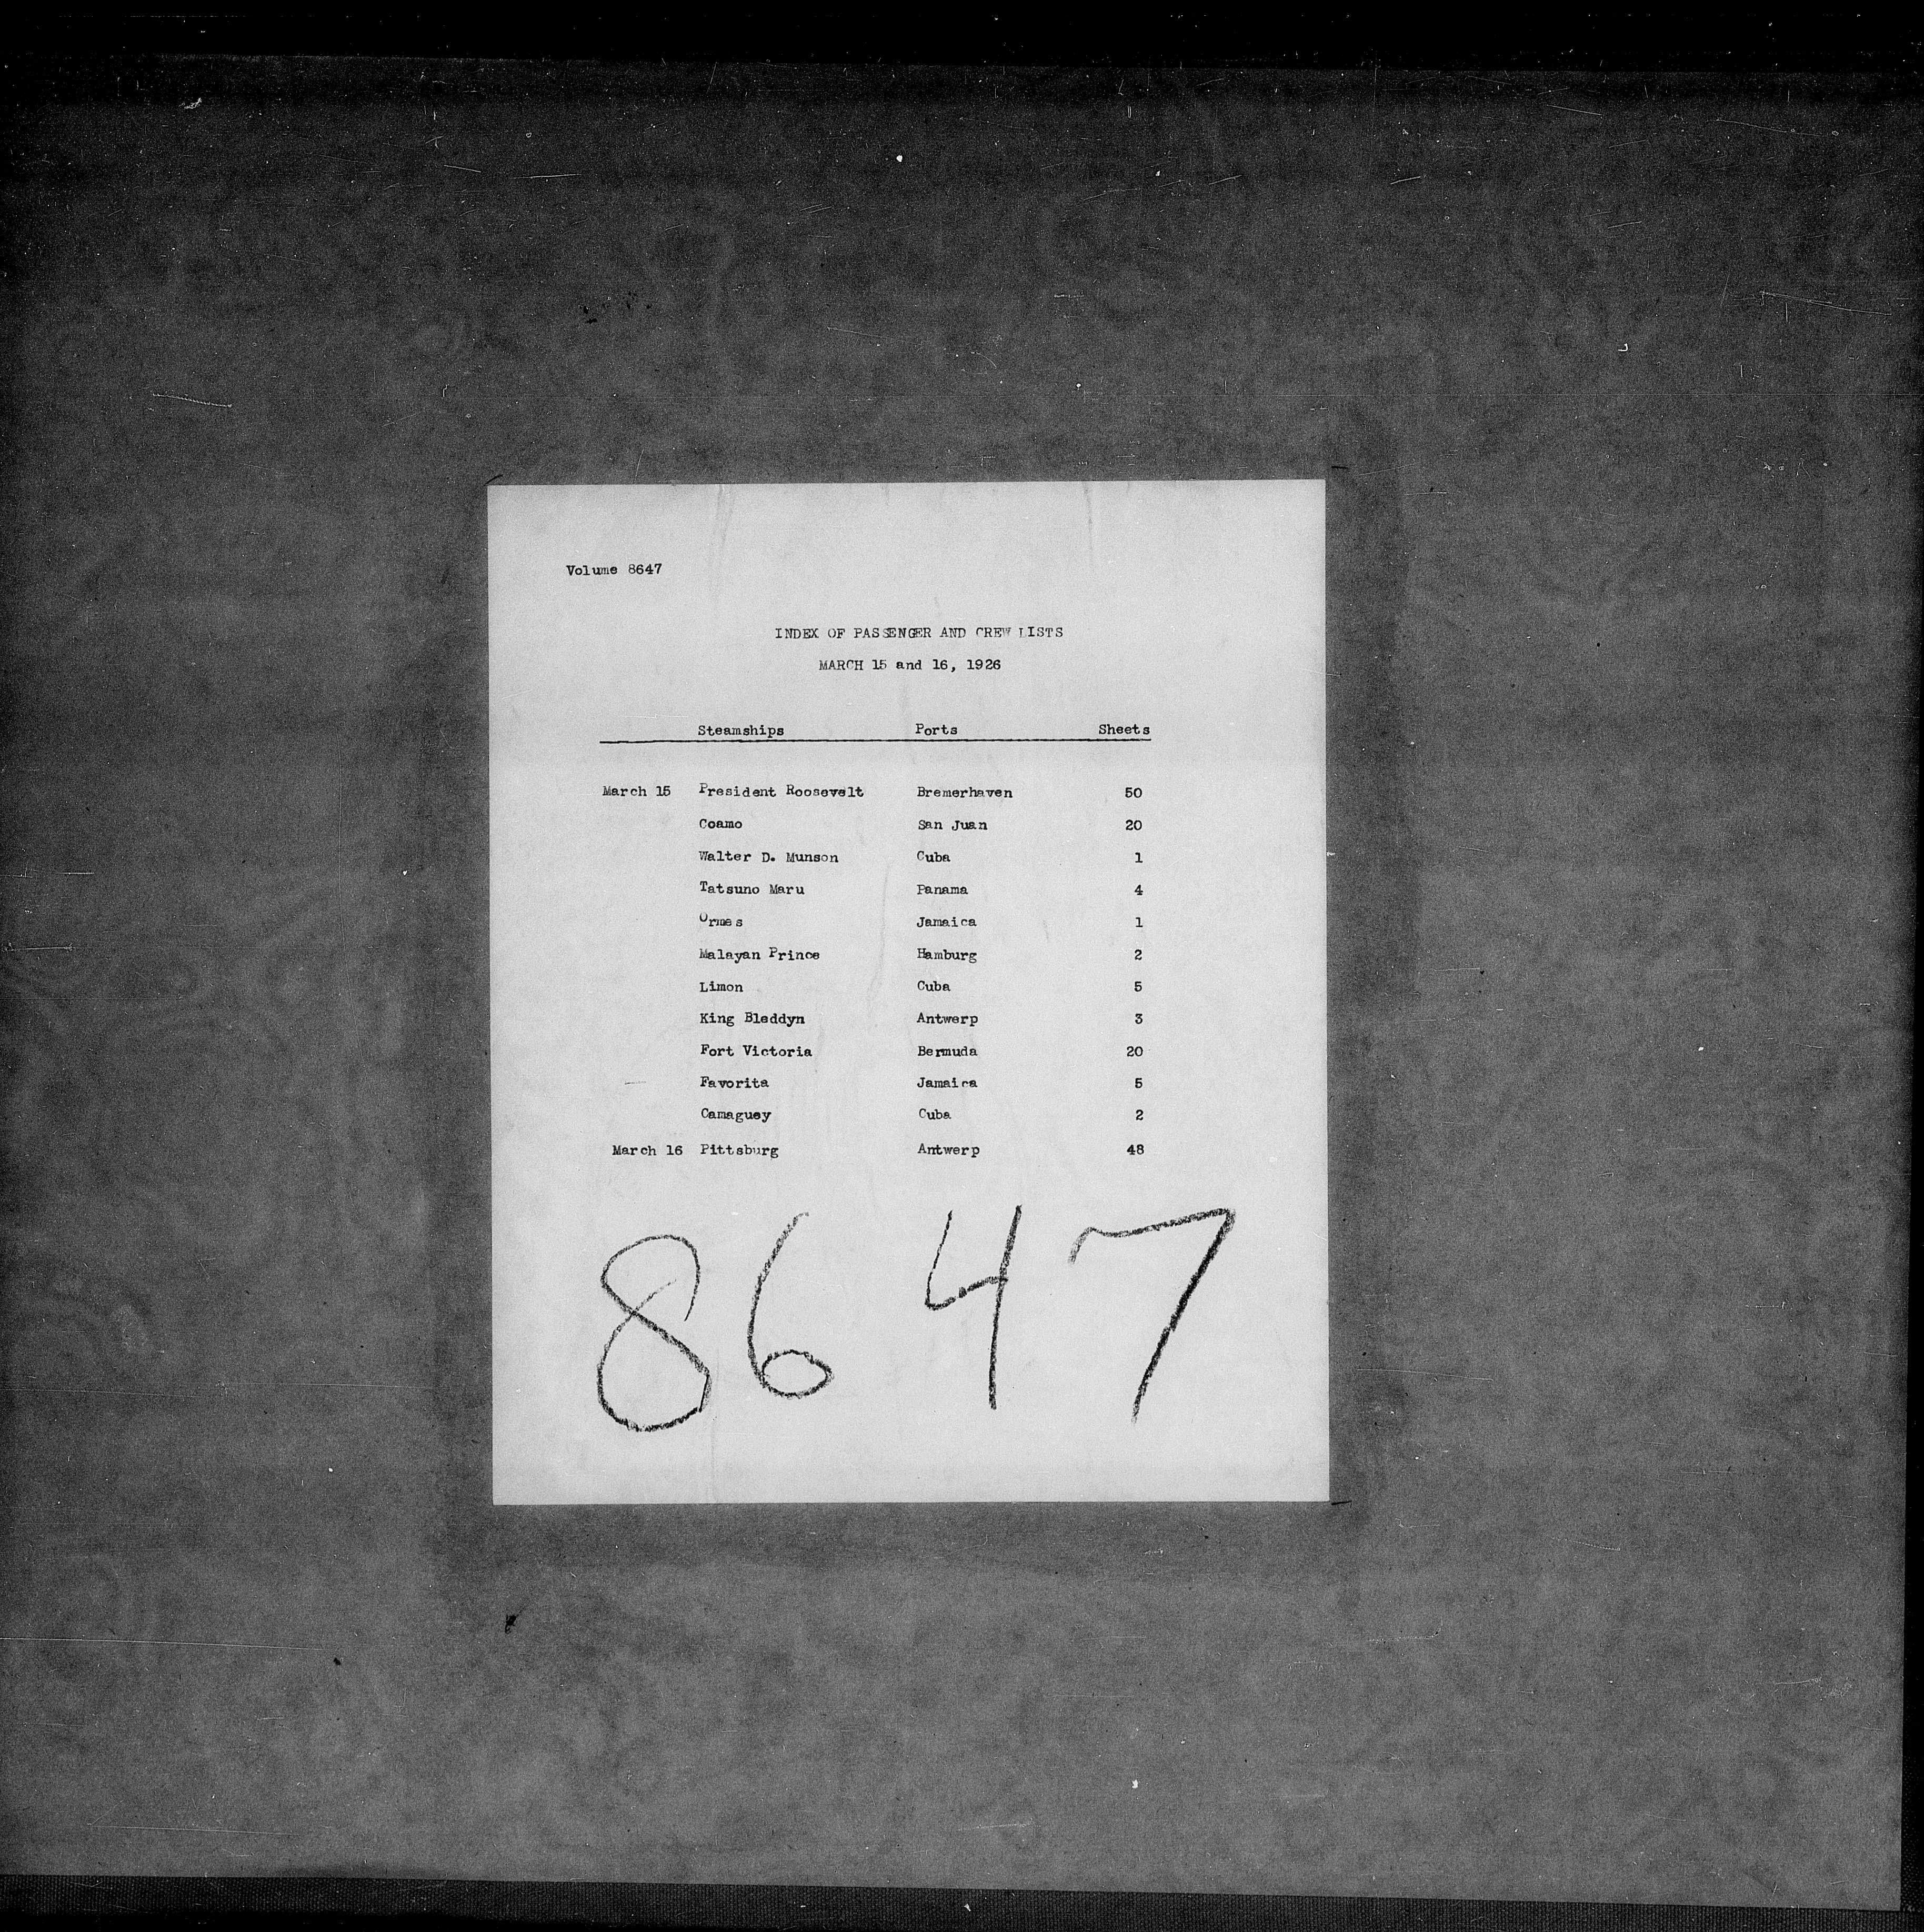 Volume 8647
INDEX OF PASSENGER AND CREW LISTS
MARCH 15 and 16, 1926
Steamships Ports Sheets
March 15 President Roosevelt Bremerhaven 50
Coamo San Juan 20
Walter D. Munson Cuba 1
Tatsuno Maru Panama 4
Ormes Jamaica 1
Malayan Prince Hamburg 2
Limon Cuba 5
King Bleddyn Antwerp 3
Fort Victoria Bermuda 20
Favorita Jamaica 5
Camaguey Cuba 2
March 16 Pittsburg Antwerp 48
8647